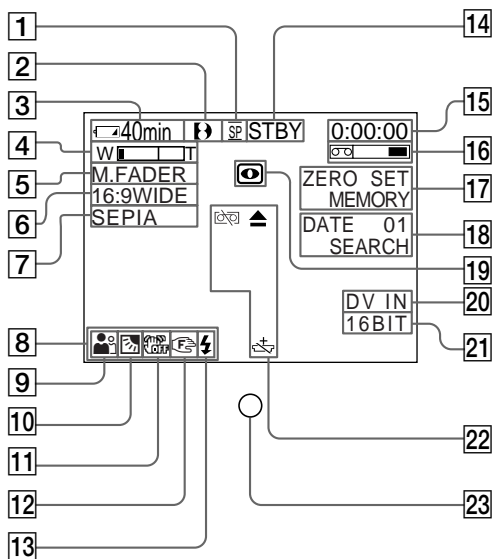 1
14
2
3
15
40min
SP
STBY
0:00:00
4
W
T
16
5
M.FADER
ZERO SET
MEMORY
17
6
16:9WIDE
7
SEPIA
DATE 01
SEARCH
18
19
DV IN
20
16BIT
21
8
OFF
F
9
10
22
11
12
23
13